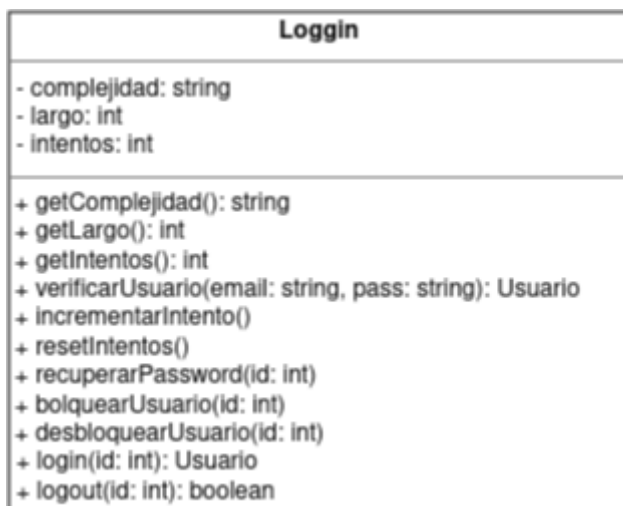 Loggin
- complejidad: string
- largo: int
- intentos: int
+ getComplejidad(): string
+ getLargo(): int
+ getIntentos(): int
+ verificarUsuario(email: string, pass: string): Usuario
+ incrementarIntento()
+ resetIntentos()
+ recuperarPassword(id: int)
+ bolquearUsuario(id: int)
+ desbloquearUsuario(id: int)
+ login(id: int): Usuario
+ logout(id: int): boolean